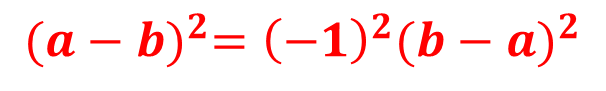 (a − b)²= (−1)²(b − a)²